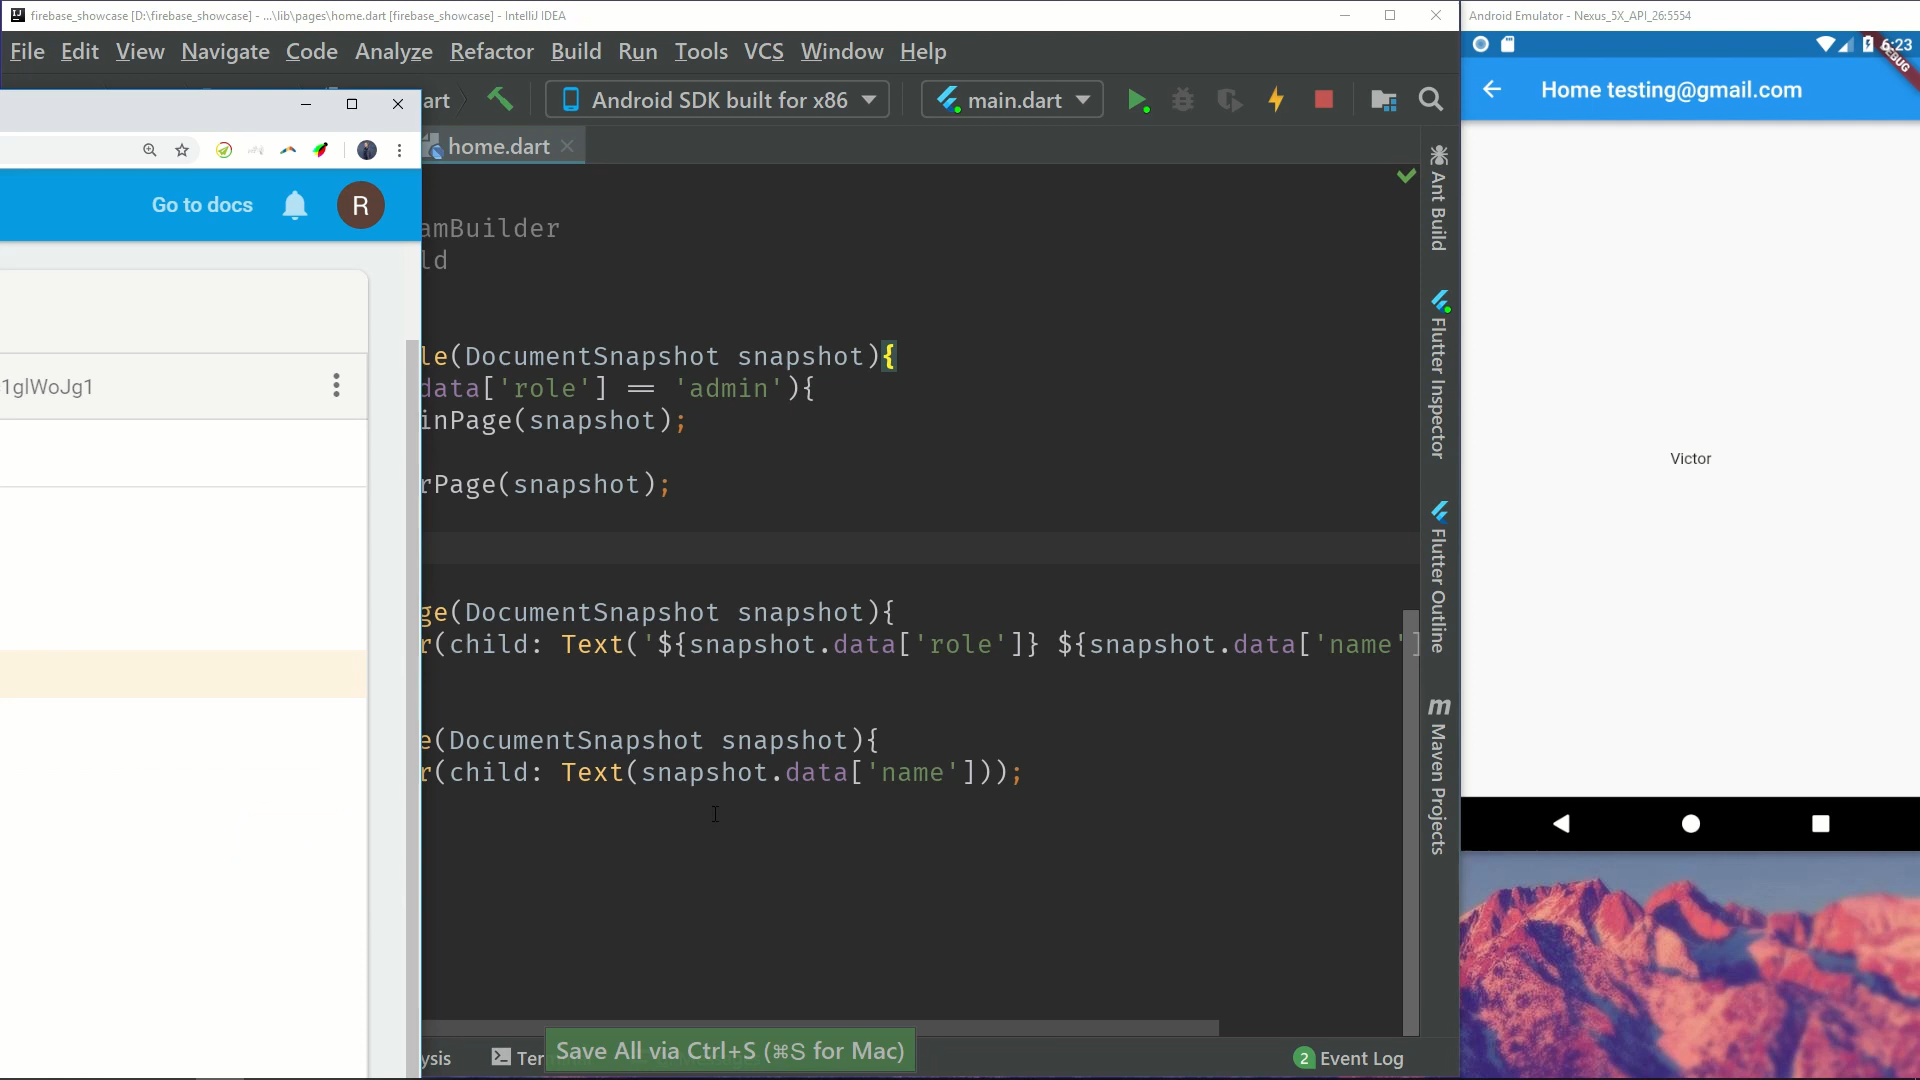 firebase_showcase [D:\firebase_showcase] - ...\lib\pages\home.dart [firebase_showcase] - IntelliJ IDEA
File Edit View Navigate Code Analyze Refactor Build Run Tools VCS Window Help
art
Android SDK built for x86
main.dart
home.dart
Go to docs
R
1glWoJg1
amBuilder
ld
le(DocumentSnapshot snapshot){
data['role'] == 'admin'){
inPage(snapshot);
rPage(snapshot);
ge(DocumentSnapshot snapshot){
r(child: Text('${snapshot.data['role']} ${snapshot.data['name']
e(DocumentSnapshot snapshot){
r(child: Text(snapshot.data['name']));
Ant Build
Flutter Inspector
Flutter Outline
m Maven Projects
ysis
Ter
Save All via Ctrl+S (⌘S for Mac)
2 Event Log
Android Emulator - Nexus_5X_API_26:5554
6:23
DEBUG
Home testing@gmail.com
Victor